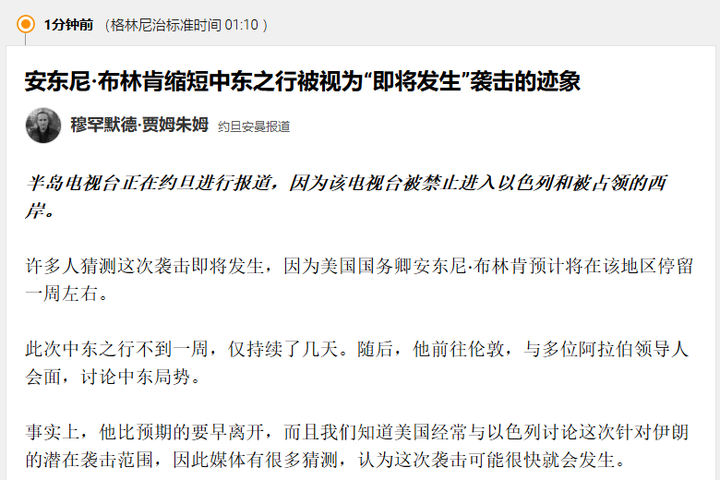 1分钟前 （格林尼治标准时间 01:10 ）
安东尼·布林肯缩短中东之行被视为“即将发生”袭击的迹象
穆罕默德·贾姆朱姆 约旦安曼报道
半岛电视台正在约旦进行报道，因为该电视台被禁止进入以色列和被占领的西
岸。
许多人猜测这次袭击即将发生，因为美国国务卿安东尼·布林肯预计将在该地区停留
一周左右。
此次中东之行不到一周，仅持续了几天。随后，他前往伦敦，与多位阿拉伯领导人
会面，讨论中东局势。
事实上，他比预期的要早离开，而且我们知道美国经常与以色列讨论这次针对伊朗
的潜在袭击范围，因此媒体有很多猜测，认为这次袭击可能很快就会发生。